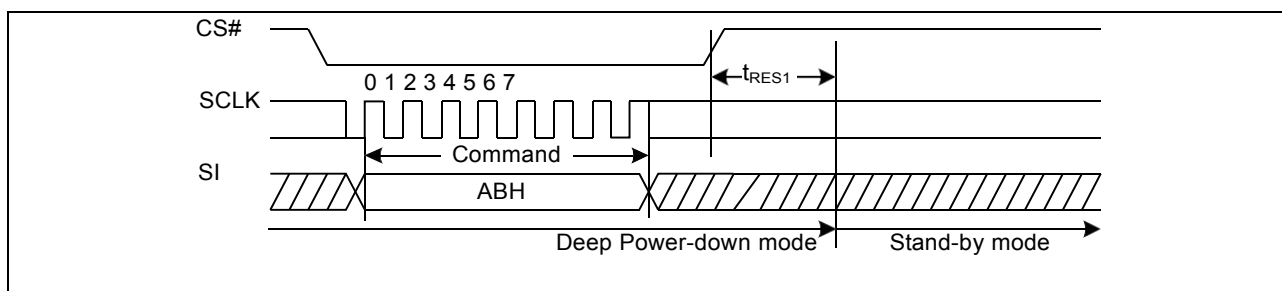 CS#
tRES1
0 1 2 3 4 5 6 7
SCLK
Command
SI
ABH
Deep Power-down mode
Stand-by mode